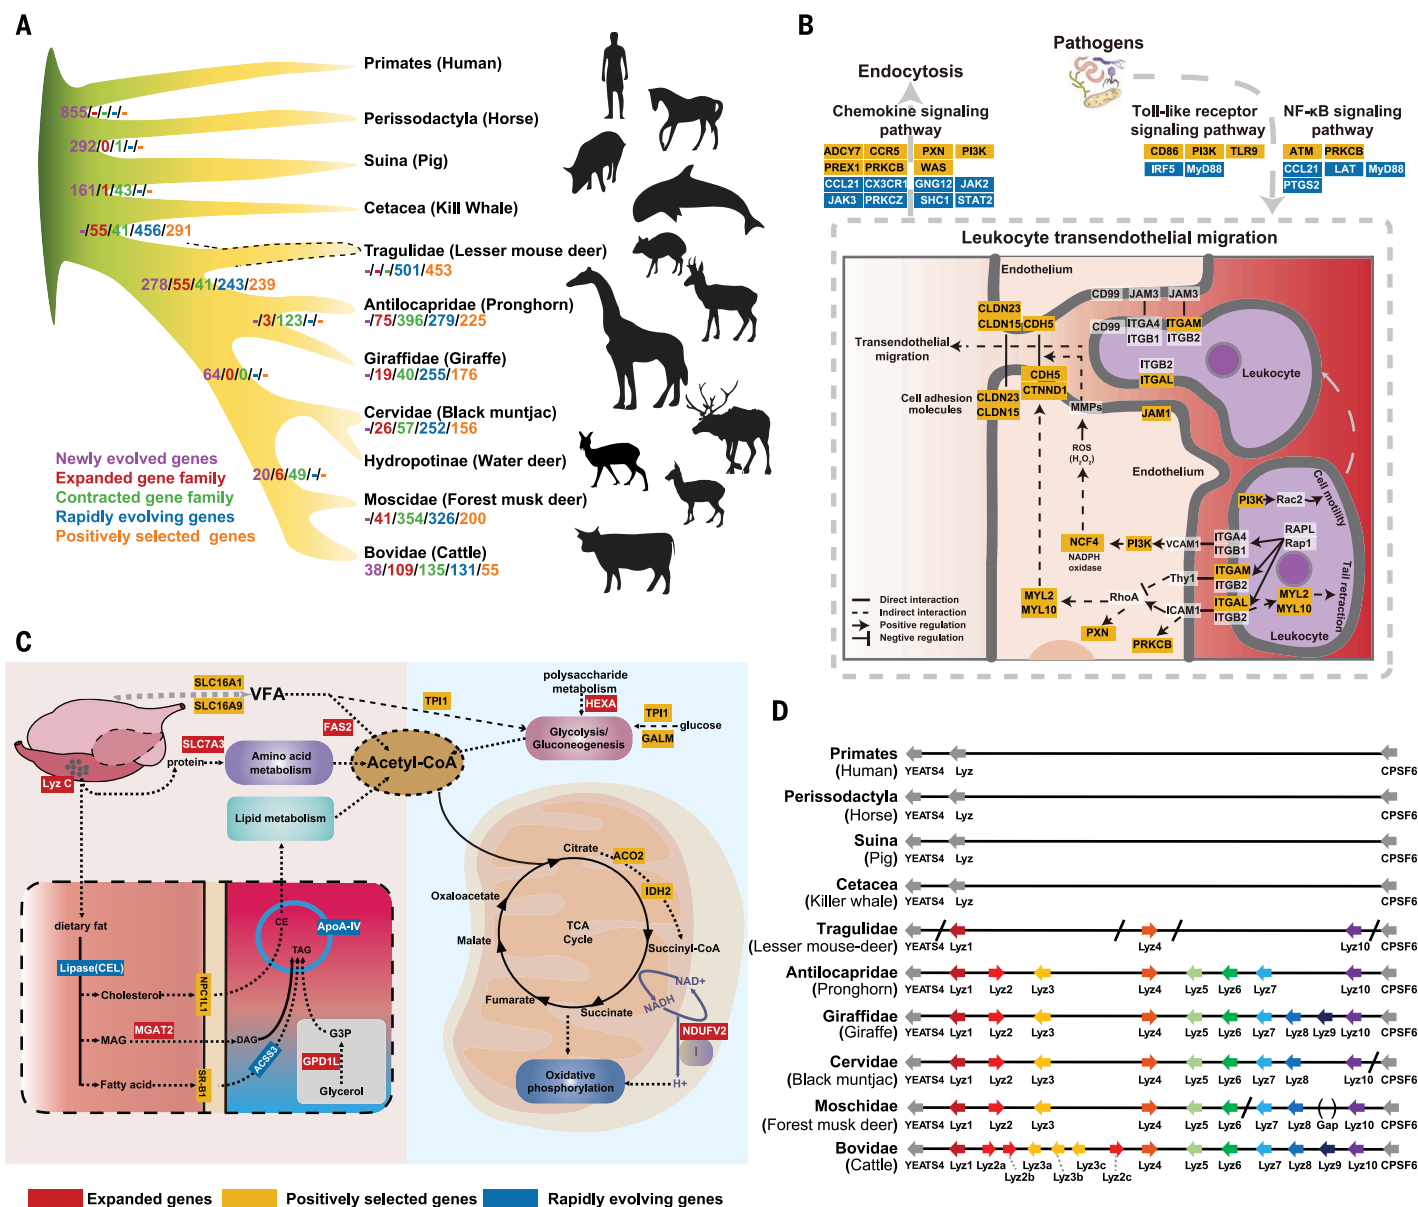 A
Primates (Human)
855/-/-/-/-
Perissodactyla (Horse)
292/0/1/-/-
Suina (Pig)
161/1/43/-/-
Cetacea (Kill Whale)
-/55/41/456/291
Tragulidae (Lesser mouse deer)
-/-/-/501/453
278/55/41/243/239
Antilocapridae (Pronghorn)
-/75/396/279/225
-/3/123/-/-
Giraffidae (Giraffe)
-/19/40/255/176
64/0/0/-/-
Cervidae (Black muntjac)
-/26/57/252/156
Hydropotinae (Water deer)
20/6/49/-/-
Moscidae (Forest musk deer)
-/41/354/326/200
Bovidae (Cattle)
38/109/135/131/55
Newly evolved genes
Expanded gene family
Contracted gene family
Rapidly evolving genes
Positively selected genes
B
Pathogens
Endocytosis
Chemokine signaling
pathway
ADCY7 CCR5 PXN PI3K
PREX1 PRKCB WAS
CCL21 CX3CR1 GNG12 JAK2
JAK3 PRKCZ SHC1 STAT2
Toll-like receptor
signaling pathway
CD86 PI3K TLR9
IRF5 MyD88
NF-κB signaling
pathway
ATM PRKCB
CCL21 LAT MyD88
PTGS2
Leukocyte transendothelial migration
Endothelium
CLDN23
CLDN15 CDH5
CD99 JAM3 JAM3
CD99 ITGA4 ITGAM
ITGB1 ITGB2
Transendothelial
migration
ITGB2
ITGAL
Leukocyte
CDH5
CTNND1
Cell adhesion
molecules
CLDN23
CLDN15
MMPs
JAM1
ROS
(H2O2)
Endothelium
PI3K Rac2
Cell motility
RAPL
Rap1
NCF4
NADPH
oxidase
PI3K VCAM1 ITGA4
ITGB1
Thy1 ITGAM
ITGB2
MYL2
MYL10
RhoA
ICAM1 ITGAL
ITGB2
MYL2
MYL10
Tail retraction
Leukocyte
PXN
PRKCB
Direct interaction
Indirect interaction
Positive regulation
Negtive regulation
C
SLC16A1
SLC16A9
VFA
TPI1
FAS2
polysaccharide
metabolism
HEXA
Glycolysis/
Gluconeogenesis
TPI1
GALM
glucose
SLC7A3
protein
Lyz C
Amino acid
metabolism
Acetyl-CoA
Lipid metabolism
Citrate
ACO2
IDH2
Oxaloacetate
TCA
Cycle
Malate
Succinyl-CoA
Fumarate
Succinate
NAD+
NADH
NDUFV2
I
H+
Oxidative
phosphorylation
dietary fat
Lipase(CEL)
Cholesterol
NPC1L1
MGAT2
MAG
DAG
Fatty acid
SR-B1
ACSS3
CE
ApoA-IV
TAG
G3P
GPD1L
Glycerol
Expanded genes
Positively selected genes
Rapidly evolving genes
D
Primates
(Human)
YEATS4 Lyz CPSF6
Perissodactyla
(Horse)
YEATS4 Lyz CPSF6
Suina
(Pig)
YEATS4 Lyz CPSF6
Cetacea
(Killer whale)
YEATS4 Lyz CPSF6
Tragulidae
(Lesser mouse-deer)
YEATS4 Lyz1 Lyz4 Lyz10 CPSF6
Antilocapridae
(Pronghorn)
YEATS4 Lyz1 Lyz2 Lyz3 Lyz4 Lyz5 Lyz6 Lyz7 Lyz10 CPSF6
Giraffidae
(Giraffe)
YEATS4 Lyz1 Lyz2 Lyz3 Lyz4 Lyz5 Lyz6 Lyz7 Lyz8 Lyz9 Lyz10 CPSF6
Cervidae
(Black muntjac)
YEATS4 Lyz1 Lyz2 Lyz3 Lyz4 Lyz5 Lyz6 Lyz7 Lyz8 Lyz10 CPSF6
Moschidae
(Forest musk deer)
YEATS4 Lyz1 Lyz2 Lyz3 Lyz4 Lyz5 Lyz6 Lyz7 Lyz8 ( ) Gap Lyz10 CPSF6
Bovidae
(Cattle)
YEATS4 Lyz1 Lyz2a Lyz3a Lyz3c Lyz4 Lyz5 Lyz6 Lyz7 Lyz8 Lyz9 Lyz10 CPSF6
Lyz2b Lyz3b Lyz2c